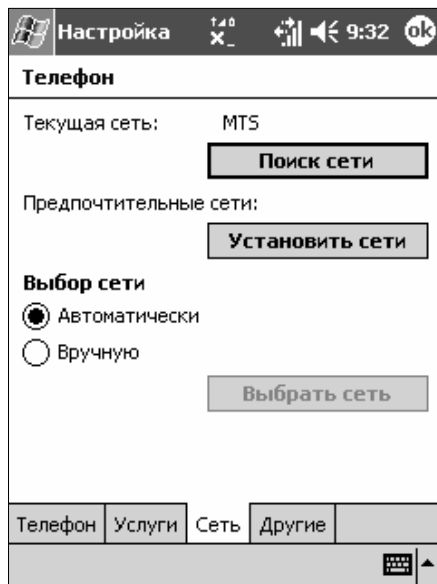 Настройка 9:32 ok
Телефон
Текущая сеть: MTS
Поиск сети
Предпочтительные сети:
Установить сети
Выбор сети
Автоматически
Вручную
Выбрать сеть
Телефон Услуги Сеть Другие